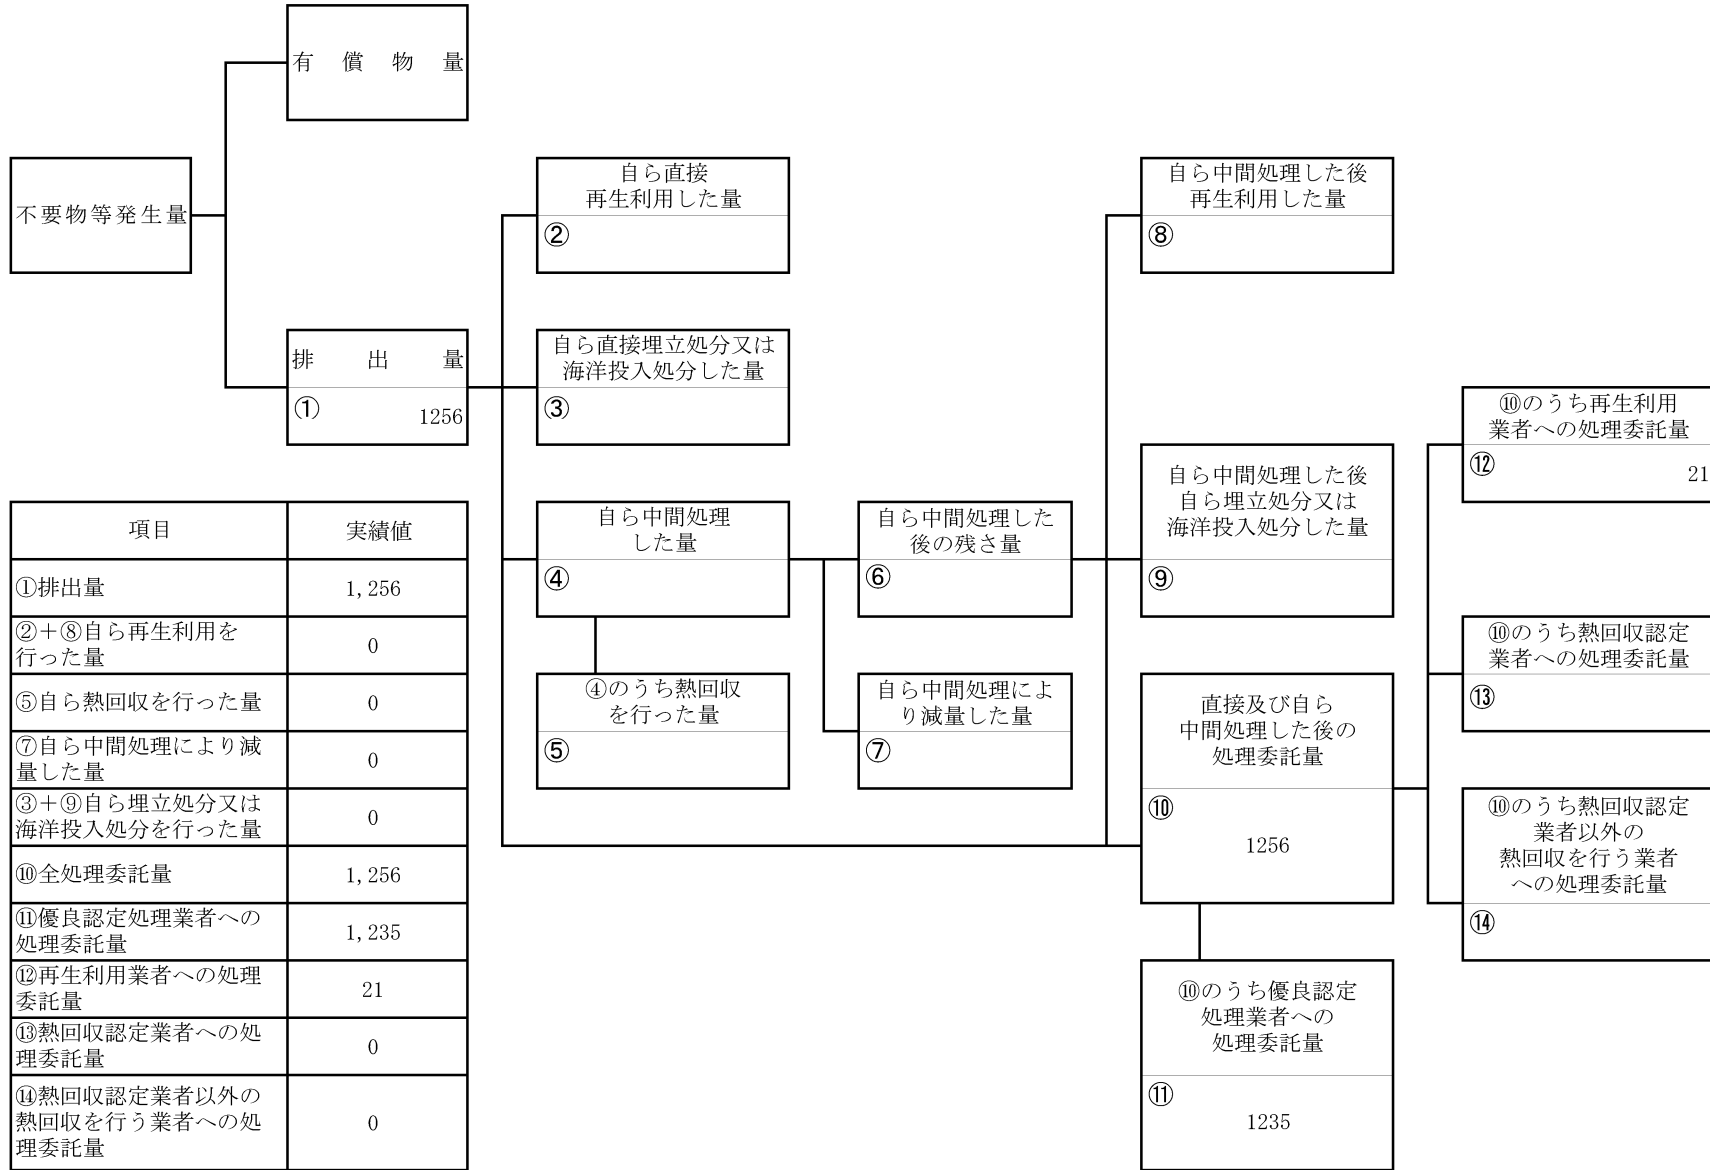 有償物量
不要物等発生量
排出量
①
1256
自ら直接
再生利用した量
②
自ら直接埋立処分又は
海洋投入処分した量
③
自ら中間処理
した量
④
④のうち熱回収
を行った量
⑤
自ら中間処理した
後の残さ量
⑥
自ら中間処理によ
り減量した量
⑦
自ら中間処理した後
再生利用した量
⑧
自ら中間処理した後
自ら埋立処分又は
海洋投入処分した量
⑨
直接及び自ら
中間処理した後の
処理委託量
⑩
1256
⑩のうち優良認定
処理業者への
処理委託量
⑪
1235
⑩のうち再生利用
業者への処理委託量
⑫
21
⑩のうち熱回収認定
業者への処理委託量
⑬
⑩のうち熱回収認定
業者以外の
熱回収を行う業者
への処理委託量
⑭
項目 実績値
①排出量 1,256
②+⑧自ら再生利用を
行った量 0
⑤自ら熱回収を行った量 0
⑦自ら中間処理により減
量した量 0
③+⑨自ら埋立処分又は
海洋投入処分を行った量 0
⑩全処理委託量 1,256
⑪優良認定処理業者への
処理委託量 1,235
⑫再生利用業者への処理
委託量 21
⑬熱回収認定業者への処
理委託量 0
⑭熱回収認定業者以外の
熱回収を行う業者への処
理委託量 0